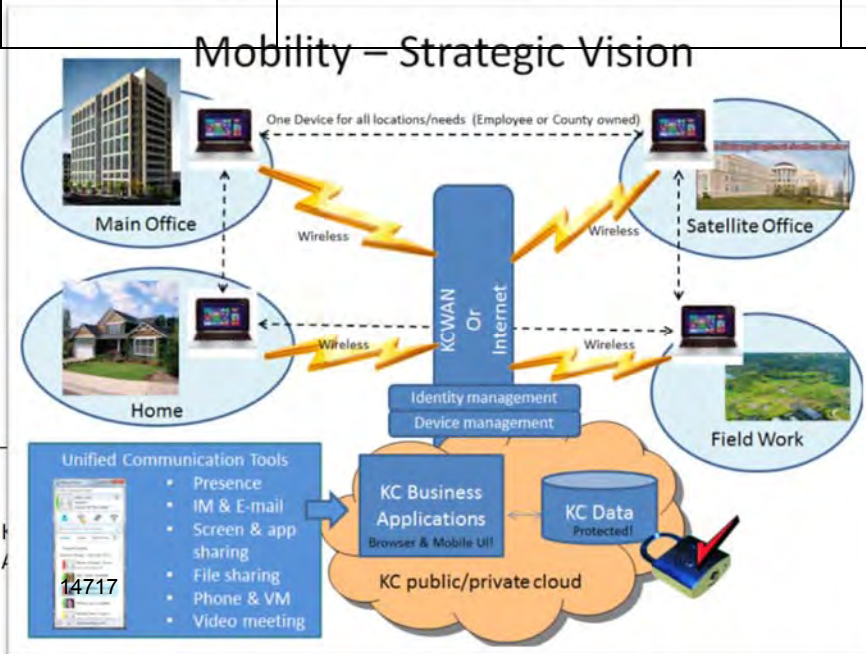 Mobility – Strategic Vision
One Device for all locations/needs (Employee or County owned)
Main Office
Wireless
Wireless
Satellite Office
KCWAN
Or
Internet
Wireless
Wireless
Home
Field Work
Identity management
Device management
Unified Communication Tools
▪ Presence
▪ IM & E-mail
▪ Screen & app
sharing
▪ File sharing
▪ Phone & VM
▪ Video meeting
14717
KC Business
Applications
Browser & Mobile UI!
KC Data
Protected!
KC public/private cloud